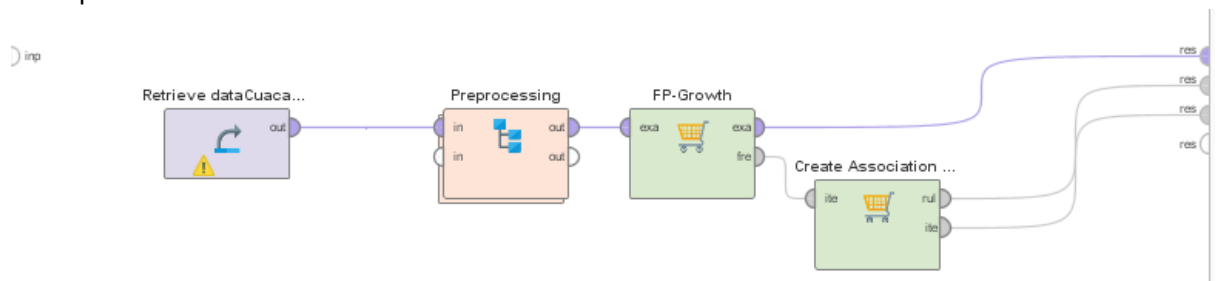 inp
res
Retrieve dataCuaca...
Preprocessing
FP-Growth
res
out
in
out
exa
exa
res
in
out
fre
res
Create Association ...
ite
rul
ite